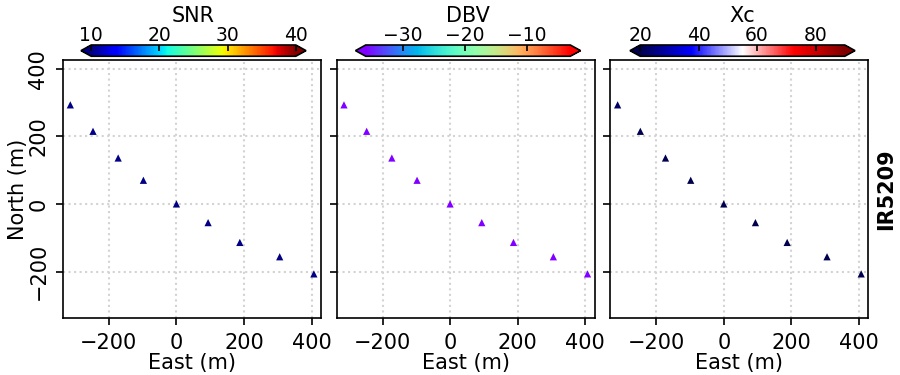 SNR DBV Xc
10 20 30 40 −30 −20 −10 20 40 60 80
400
200
0
−200
North (m)
IR5209
−200 0 200 400 −200 0 200 400 −200 0 200 400
East (m) East (m) East (m)